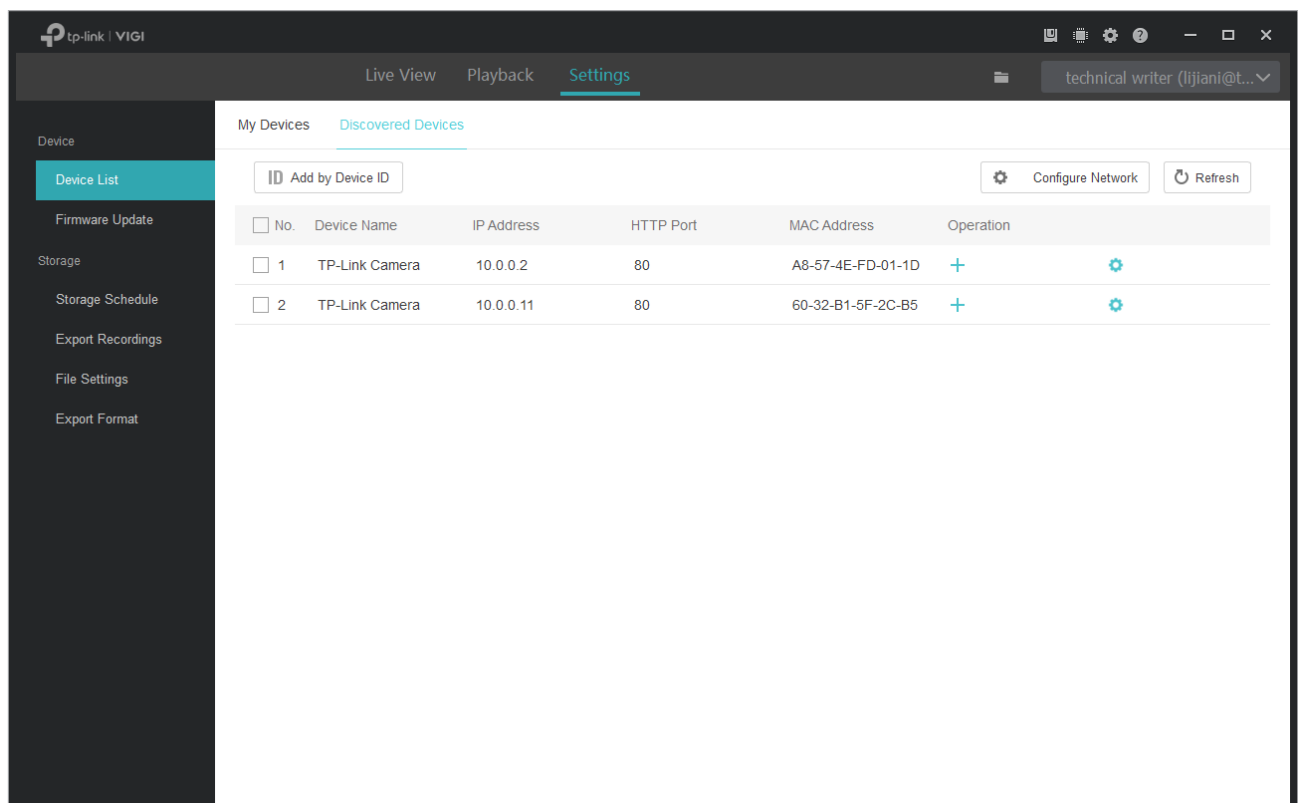 tp-link | VIGI
Live View Playback Settings technical writer (lijiani@t...
My Devices Discovered Devices
Device
Device List
Firmware Update
Storage
Storage Schedule
Export Recordings
File Settings
Export Format
ID Add by Device ID Configure Network Refresh
No. Device Name IP Address HTTP Port MAC Address Operation
1 TP-Link Camera 10.0.0.2 80 A8-57-4E-FD-01-1D +
2 TP-Link Camera 10.0.0.11 80 60-32-B1-5F-2C-B5 +